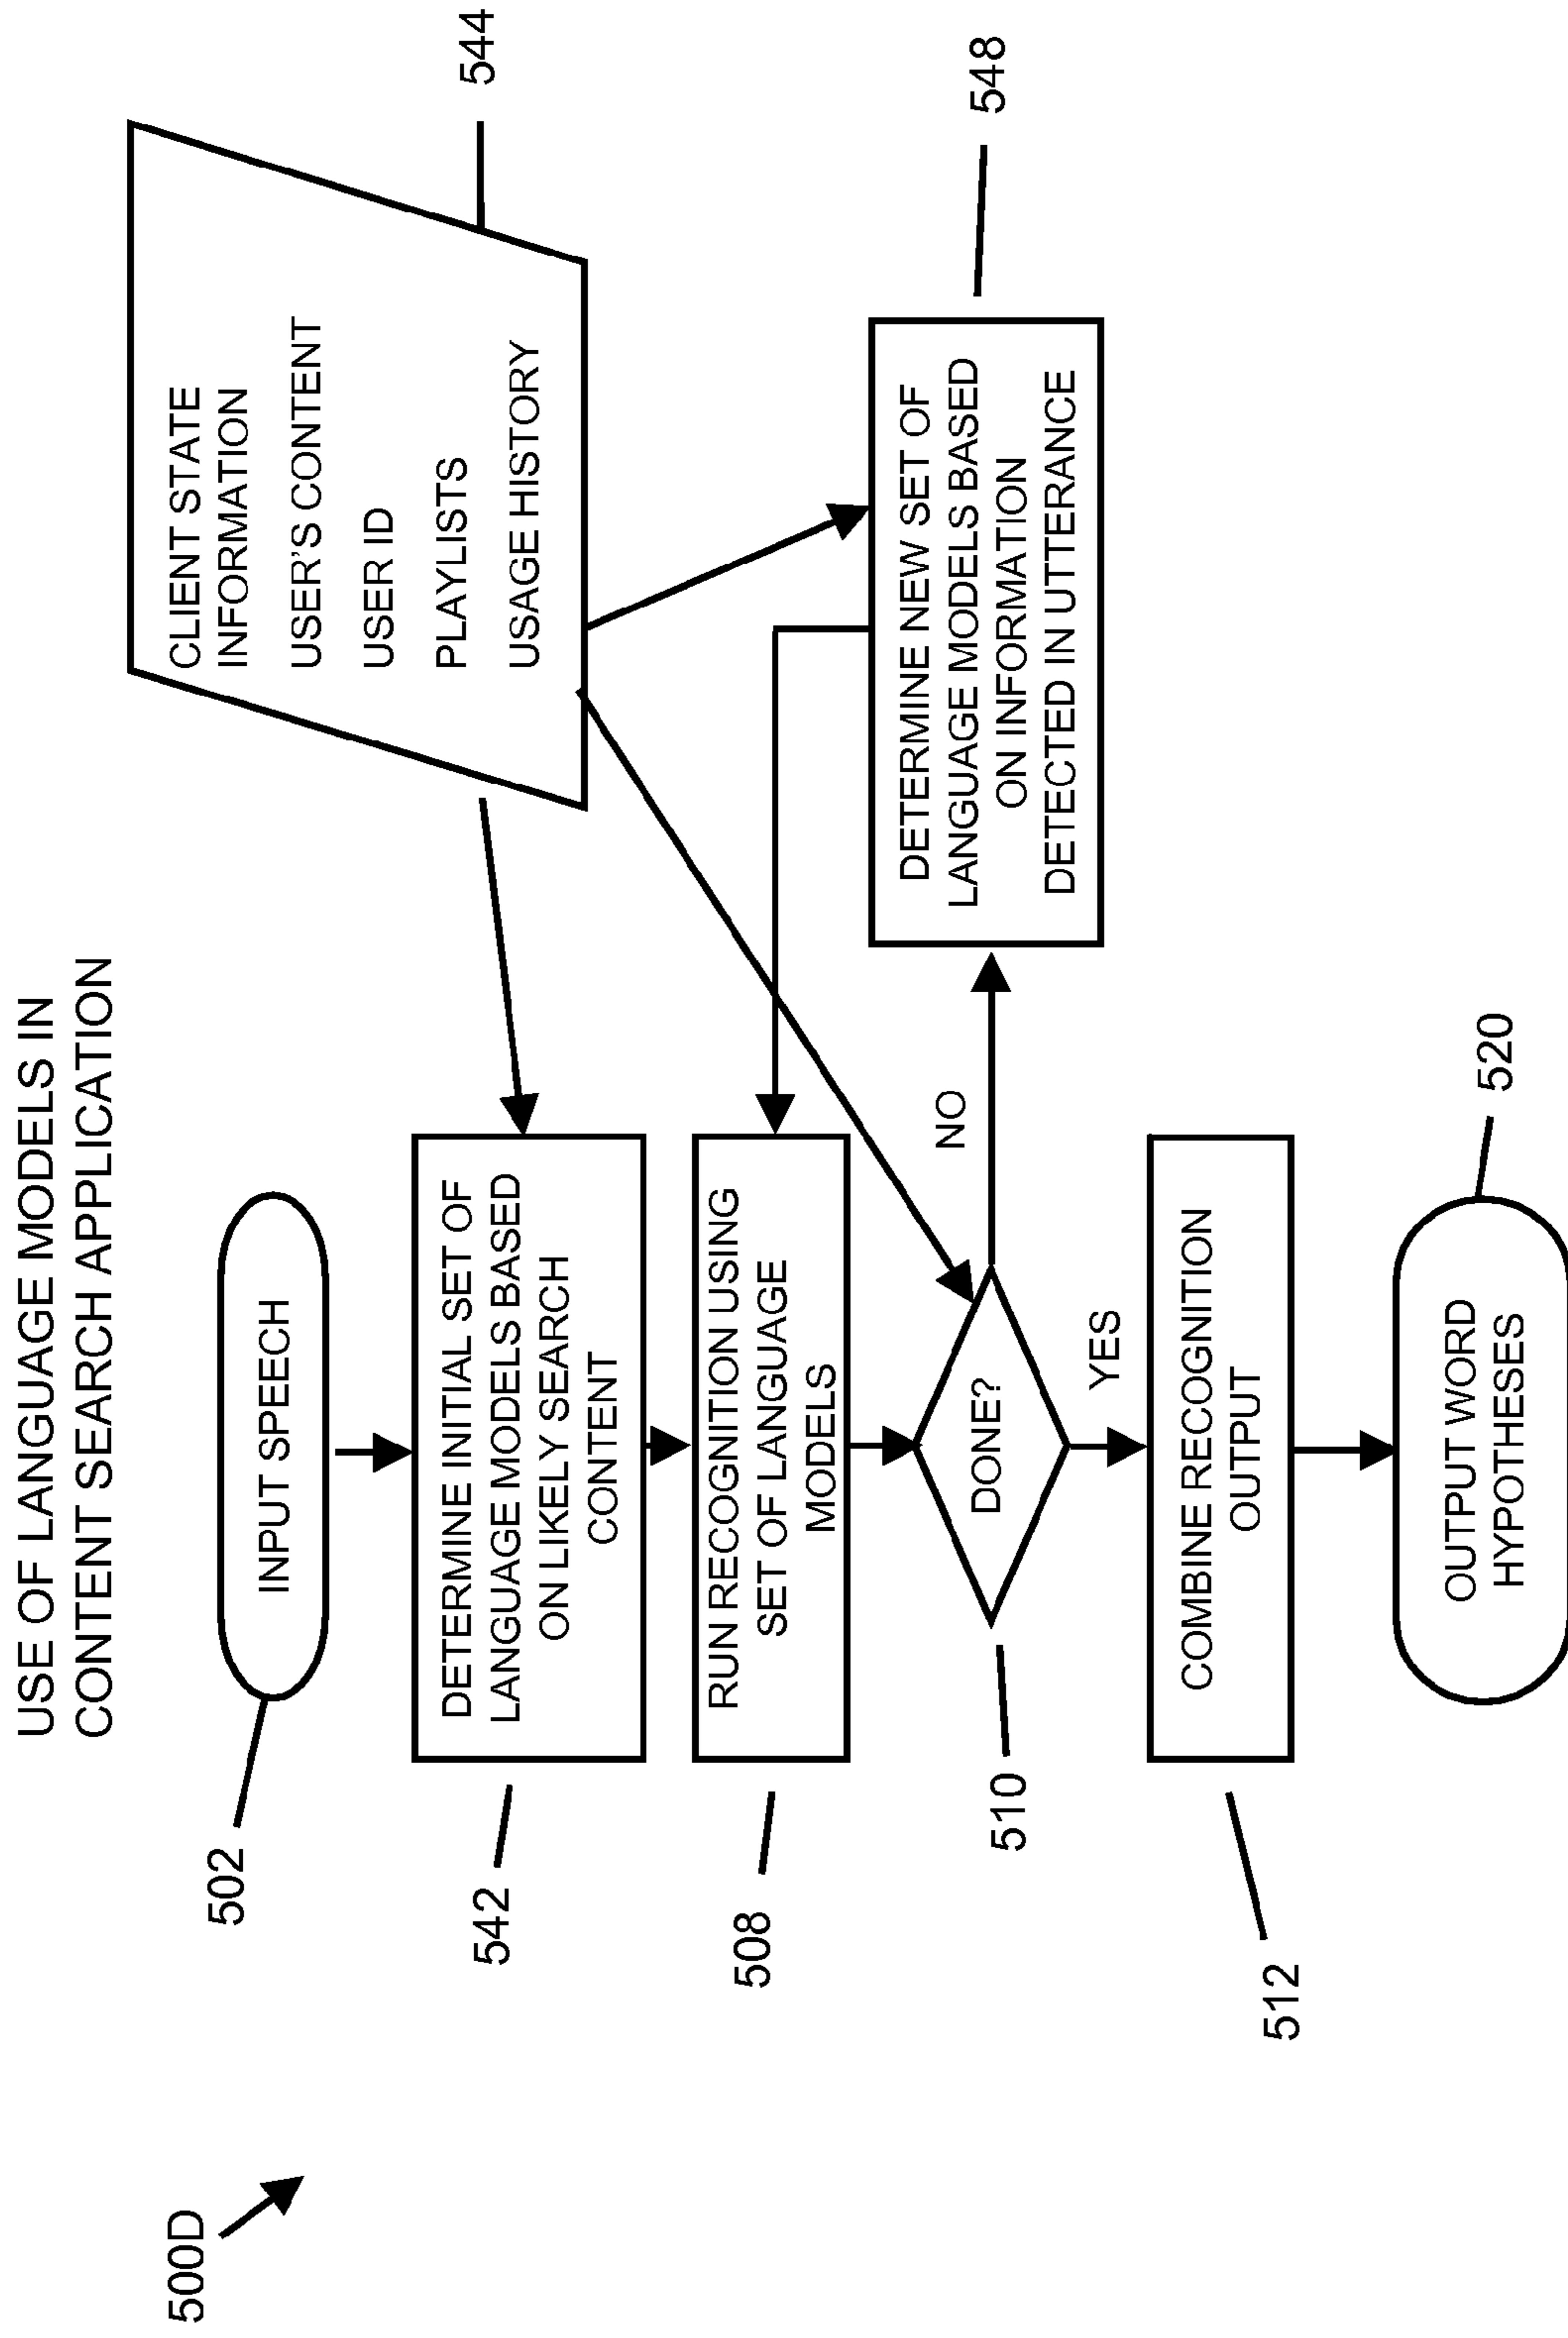 USE OF LANGUAGE MODELS IN
CONTENT SEARCH APPLICATION
500D
502
INPUT SPEECH
544
CLIENT STATE
INFORMATION
USER'S CONTENT
USER ID
PLAYLISTS
USAGE HISTORY
542
DETERMINE INITIAL SET OF
LANGUAGE MODELS BASED
ON LIKELY SEARCH
CONTENT
508
RUN RECOGNITION USING
SET OF LANGUAGE
MODELS
510
DONE?
NO
YES
548
DETERMINE NEW SET OF
LANGUAGE MODELS BASED
ON INFORMATION
DETECTED IN UTTERANCE
512
COMBINE RECOGNITION
OUTPUT
520
OUTPUT WORD
HYPOTHESES